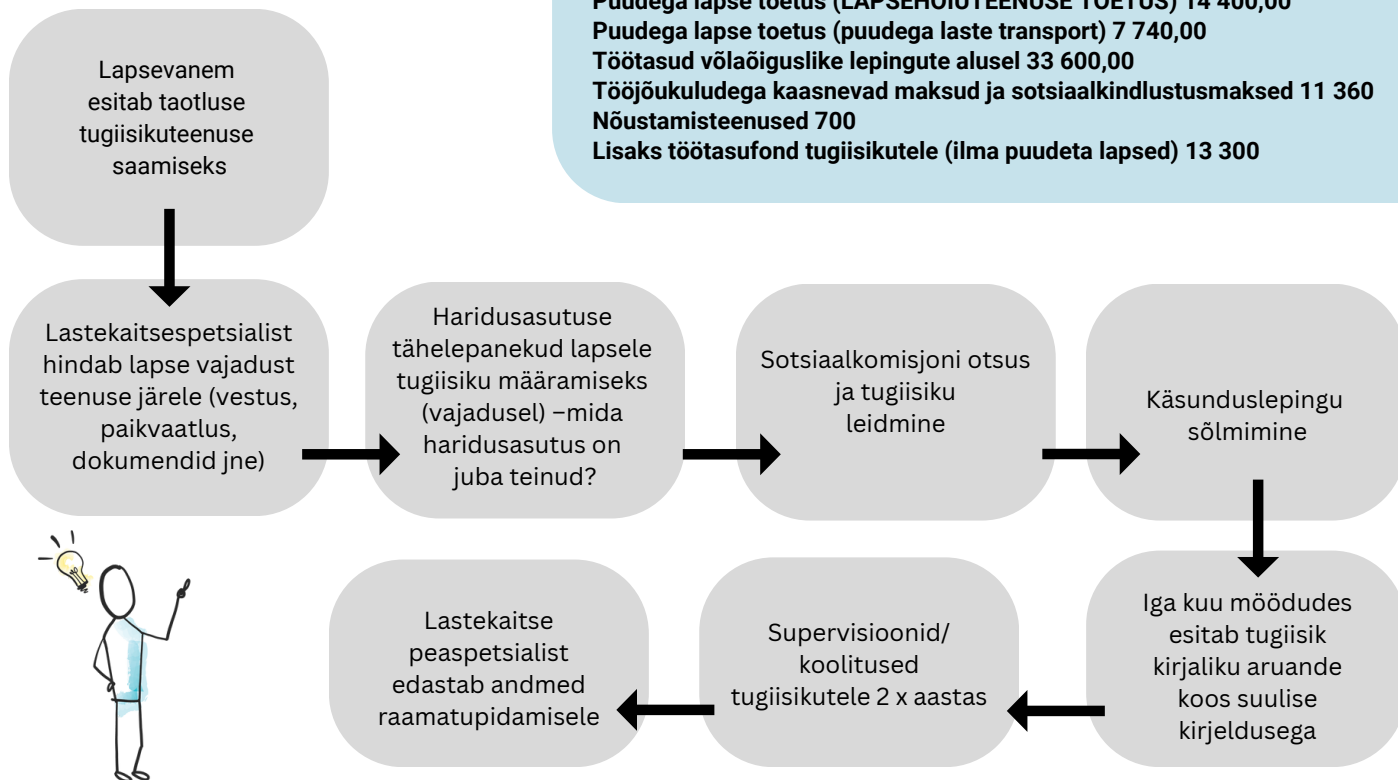 Puudega lapse toetus (LAPSEHOIUTEENUSE TOETUS) 14 400,00
Puudega lapse toetus (puudega laste transport) 7 740,00
Töötasud võlaõiguslike lepingute alusel 33 600,00
Tööjõukuludega kaasnevad maksud ja sotsiaalkindlustusmaksed 11 360
Nõustamisteenused 700
Lisaks töötasufond tugiisikutele (ilma puudeta lapsed) 13 300
Lapsevanem
esitab taotluse
tugiisikuteenuse
saamiseks
Lastekaitsespetsialist
hindab lapse vajadust
teenuse järele (vestus,
paikvaatlus,
dokumendid jne)
Haridusasutuse
tähelepanekud lapsele
tugiisiku määramiseks
(vajadusel) –mida
haridusasutus on
juba teinud?
Sotsiaalkomisjoni otsus
ja tugiisiku
leidmine
Käsunduslepingu
sõlmimine
Iga kuu möödudes
esitab tugiisik
kirjaliku aruande
koos suulise
kirjeldusega
Supervisioonid/
koolitused
tugiisikutele 2 x aastas
Lastekaitse
peaspetsialist
edastab andmed
raamatupidamisele